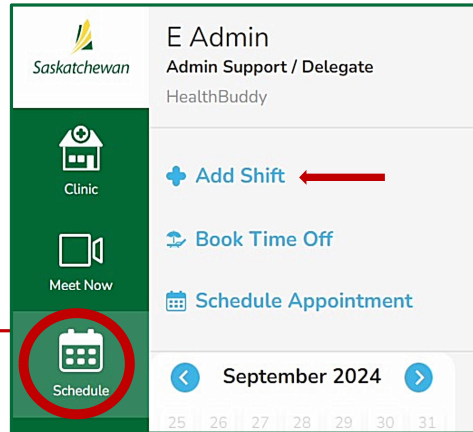 Saskatchewan
E Admin
Admin Support / Delegate
HealthBuddy
Clinic
Meet Now
Schedule
Add Shift
Book Time Off
Schedule Appointment
September 2024
25 26 27 28 29 30 31